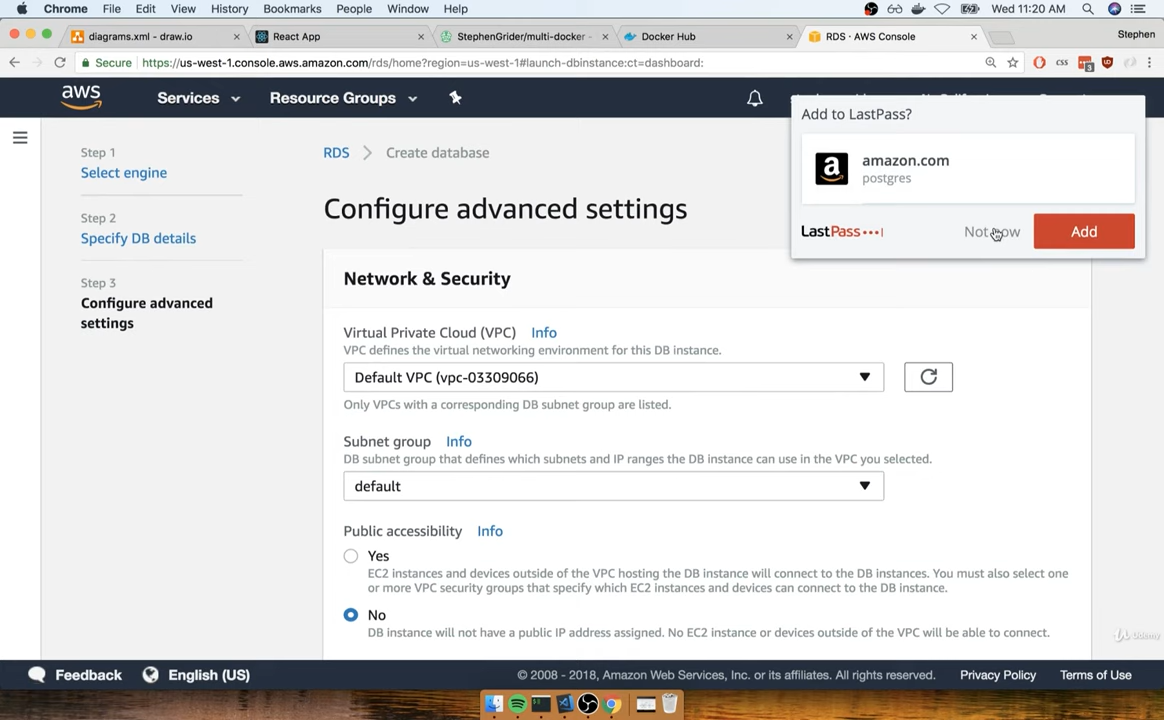 Chrome File Edit View History Bookmarks People Window Help Wed 11:20 AM
diagrams.xml - draw.io React App StephenGrider/multi-docker - Docker Hub RDS · AWS Console Stephen
Secure https://us-west-1.console.aws.amazon.com/rds/home?region=us-west-1#launch-dbinstance:ct=dashboard: CSS 3
aws Services Resource Groups
Add to LastPass?
amazon.com
postgres
LastPass Not now Add
Step 1
Select engine
Step 2
Specify DB details
Step 3
Configure advanced
settings
RDS > Create database
Configure advanced settings
Network & Security
Virtual Private Cloud (VPC) Info
VPC defines the virtual networking environment for this DB instance.
Default VPC (vpc-03309066)
Only VPCs with a corresponding DB subnet group are listed.
Subnet group Info
DB subnet group that defines which subnets and IP ranges the DB instance can use in the VPC you selected.
default
Public accessibility Info
Yes
EC2 instances and devices outside of the VPC hosting the DB instance will connect to the DB instances. You must also select one
or more VPC security groups that specify which EC2 instances and devices can connect to the DB instance.
No
DB instance will not have a public IP address assigned. No EC2 instance or devices outside of the VPC will be able to connect.
Udemy
Feedback English (US) © 2008 - 2018, Amazon Web Services, Inc. or its affiliates. All rights reserved. Privacy Policy Terms of Use